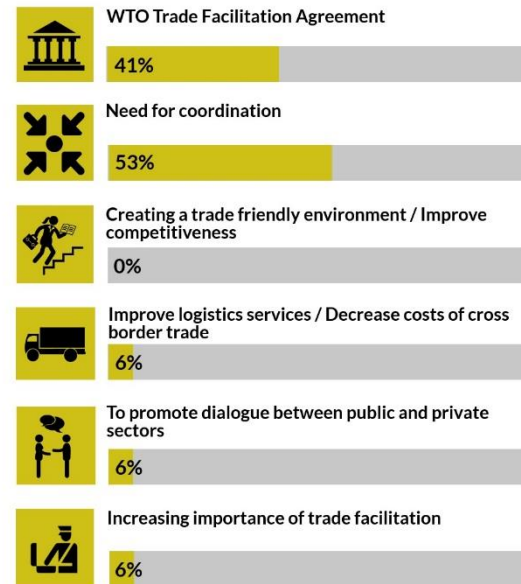 WTO Trade Facilitation Agreement
41%
Need for coordination
53%
Creating a trade friendly environment / Improve
competitiveness
0%
Improve logistics services / Decrease costs of cross
border trade
6%
To promote dialogue between public and private
sectors
6%
Increasing importance of trade facilitation
6%